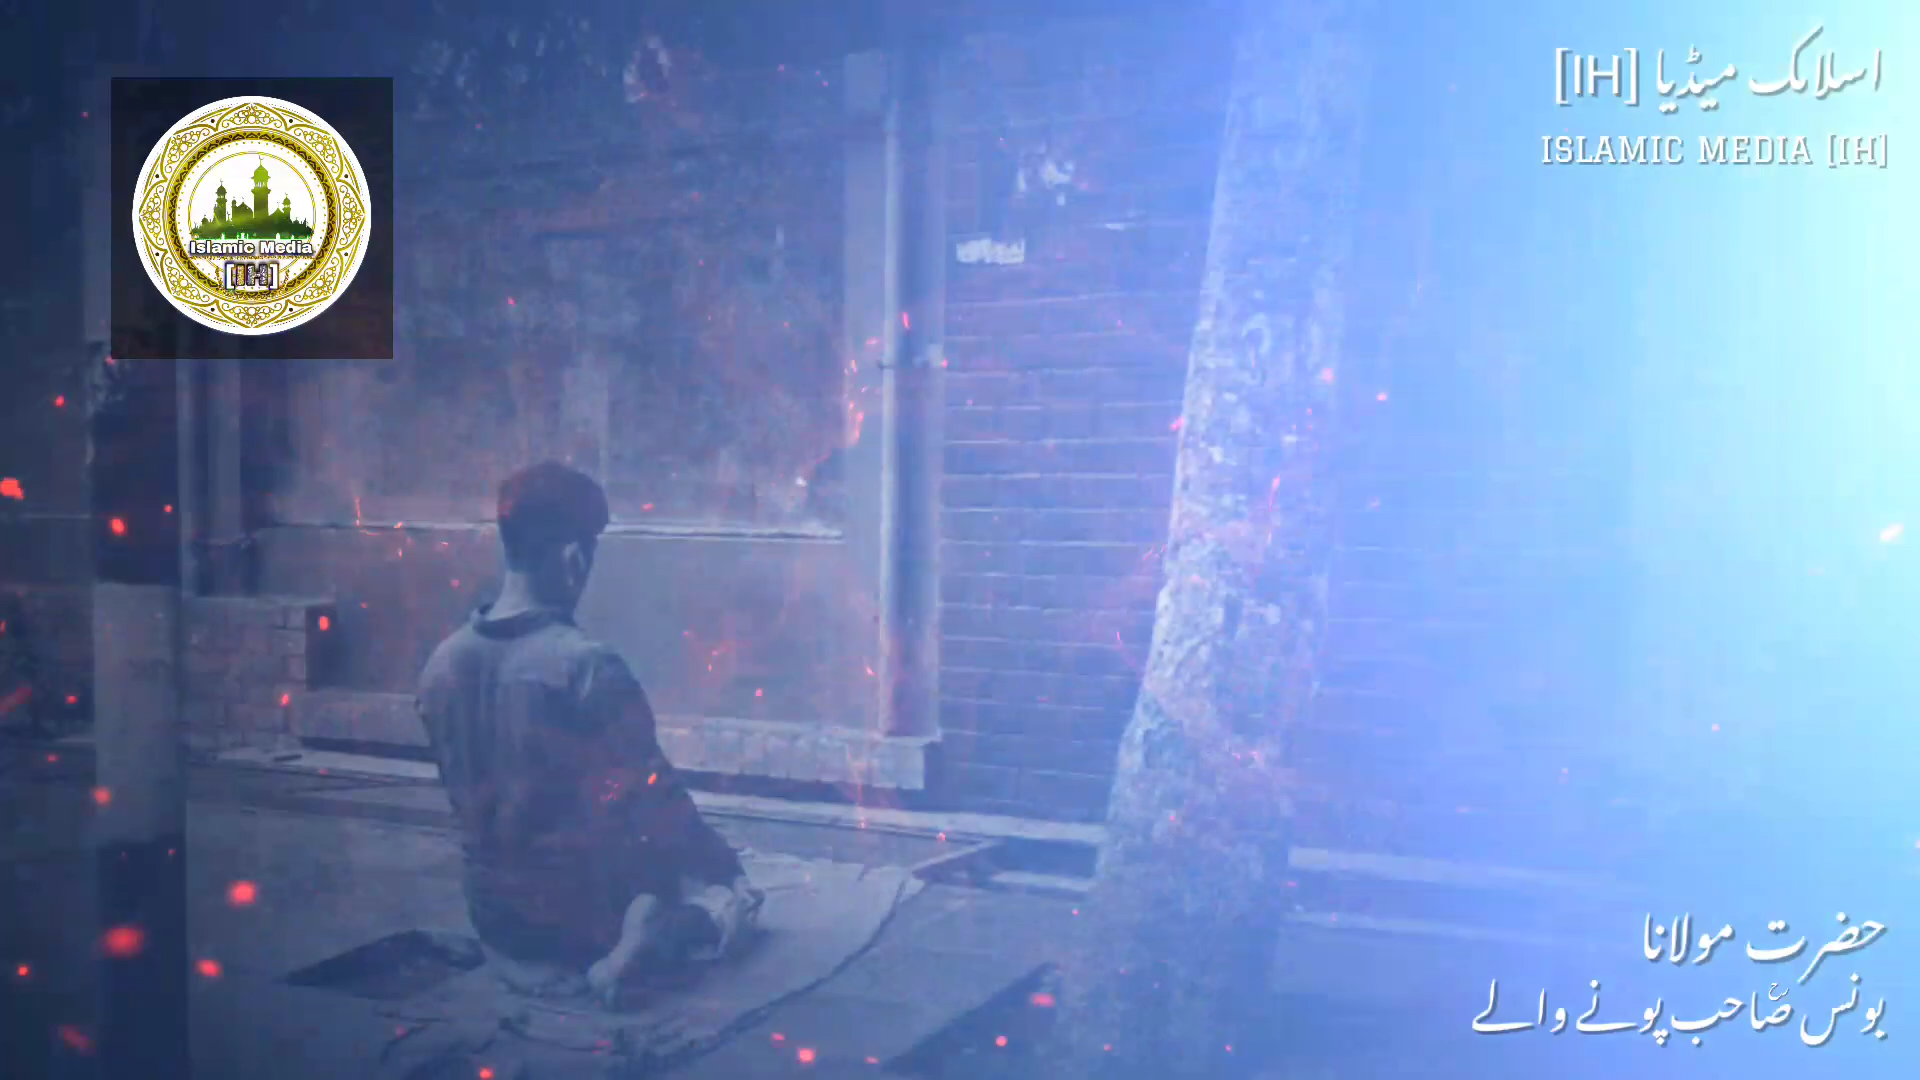 اسلامک میڈیا [IH]
ISLAMIC MEDIA [IH]
Islamic Media
[IH]
حضرت مولانا
یونس صاحبؒ پونے والے